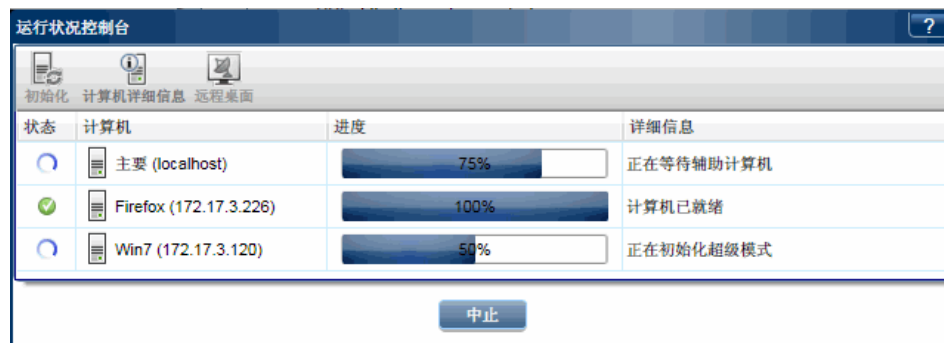 运行状况控制台
?
初始化 计算机详细信息 远程桌面
状态 计算机 进度 详细信息
主要 (localhost) 75% 正在等待辅助计算机
Firefox (172.17.3.226) 100% 计算机已就绪
Win7 (172.17.3.120) 50% 正在初始化超级模式
中止